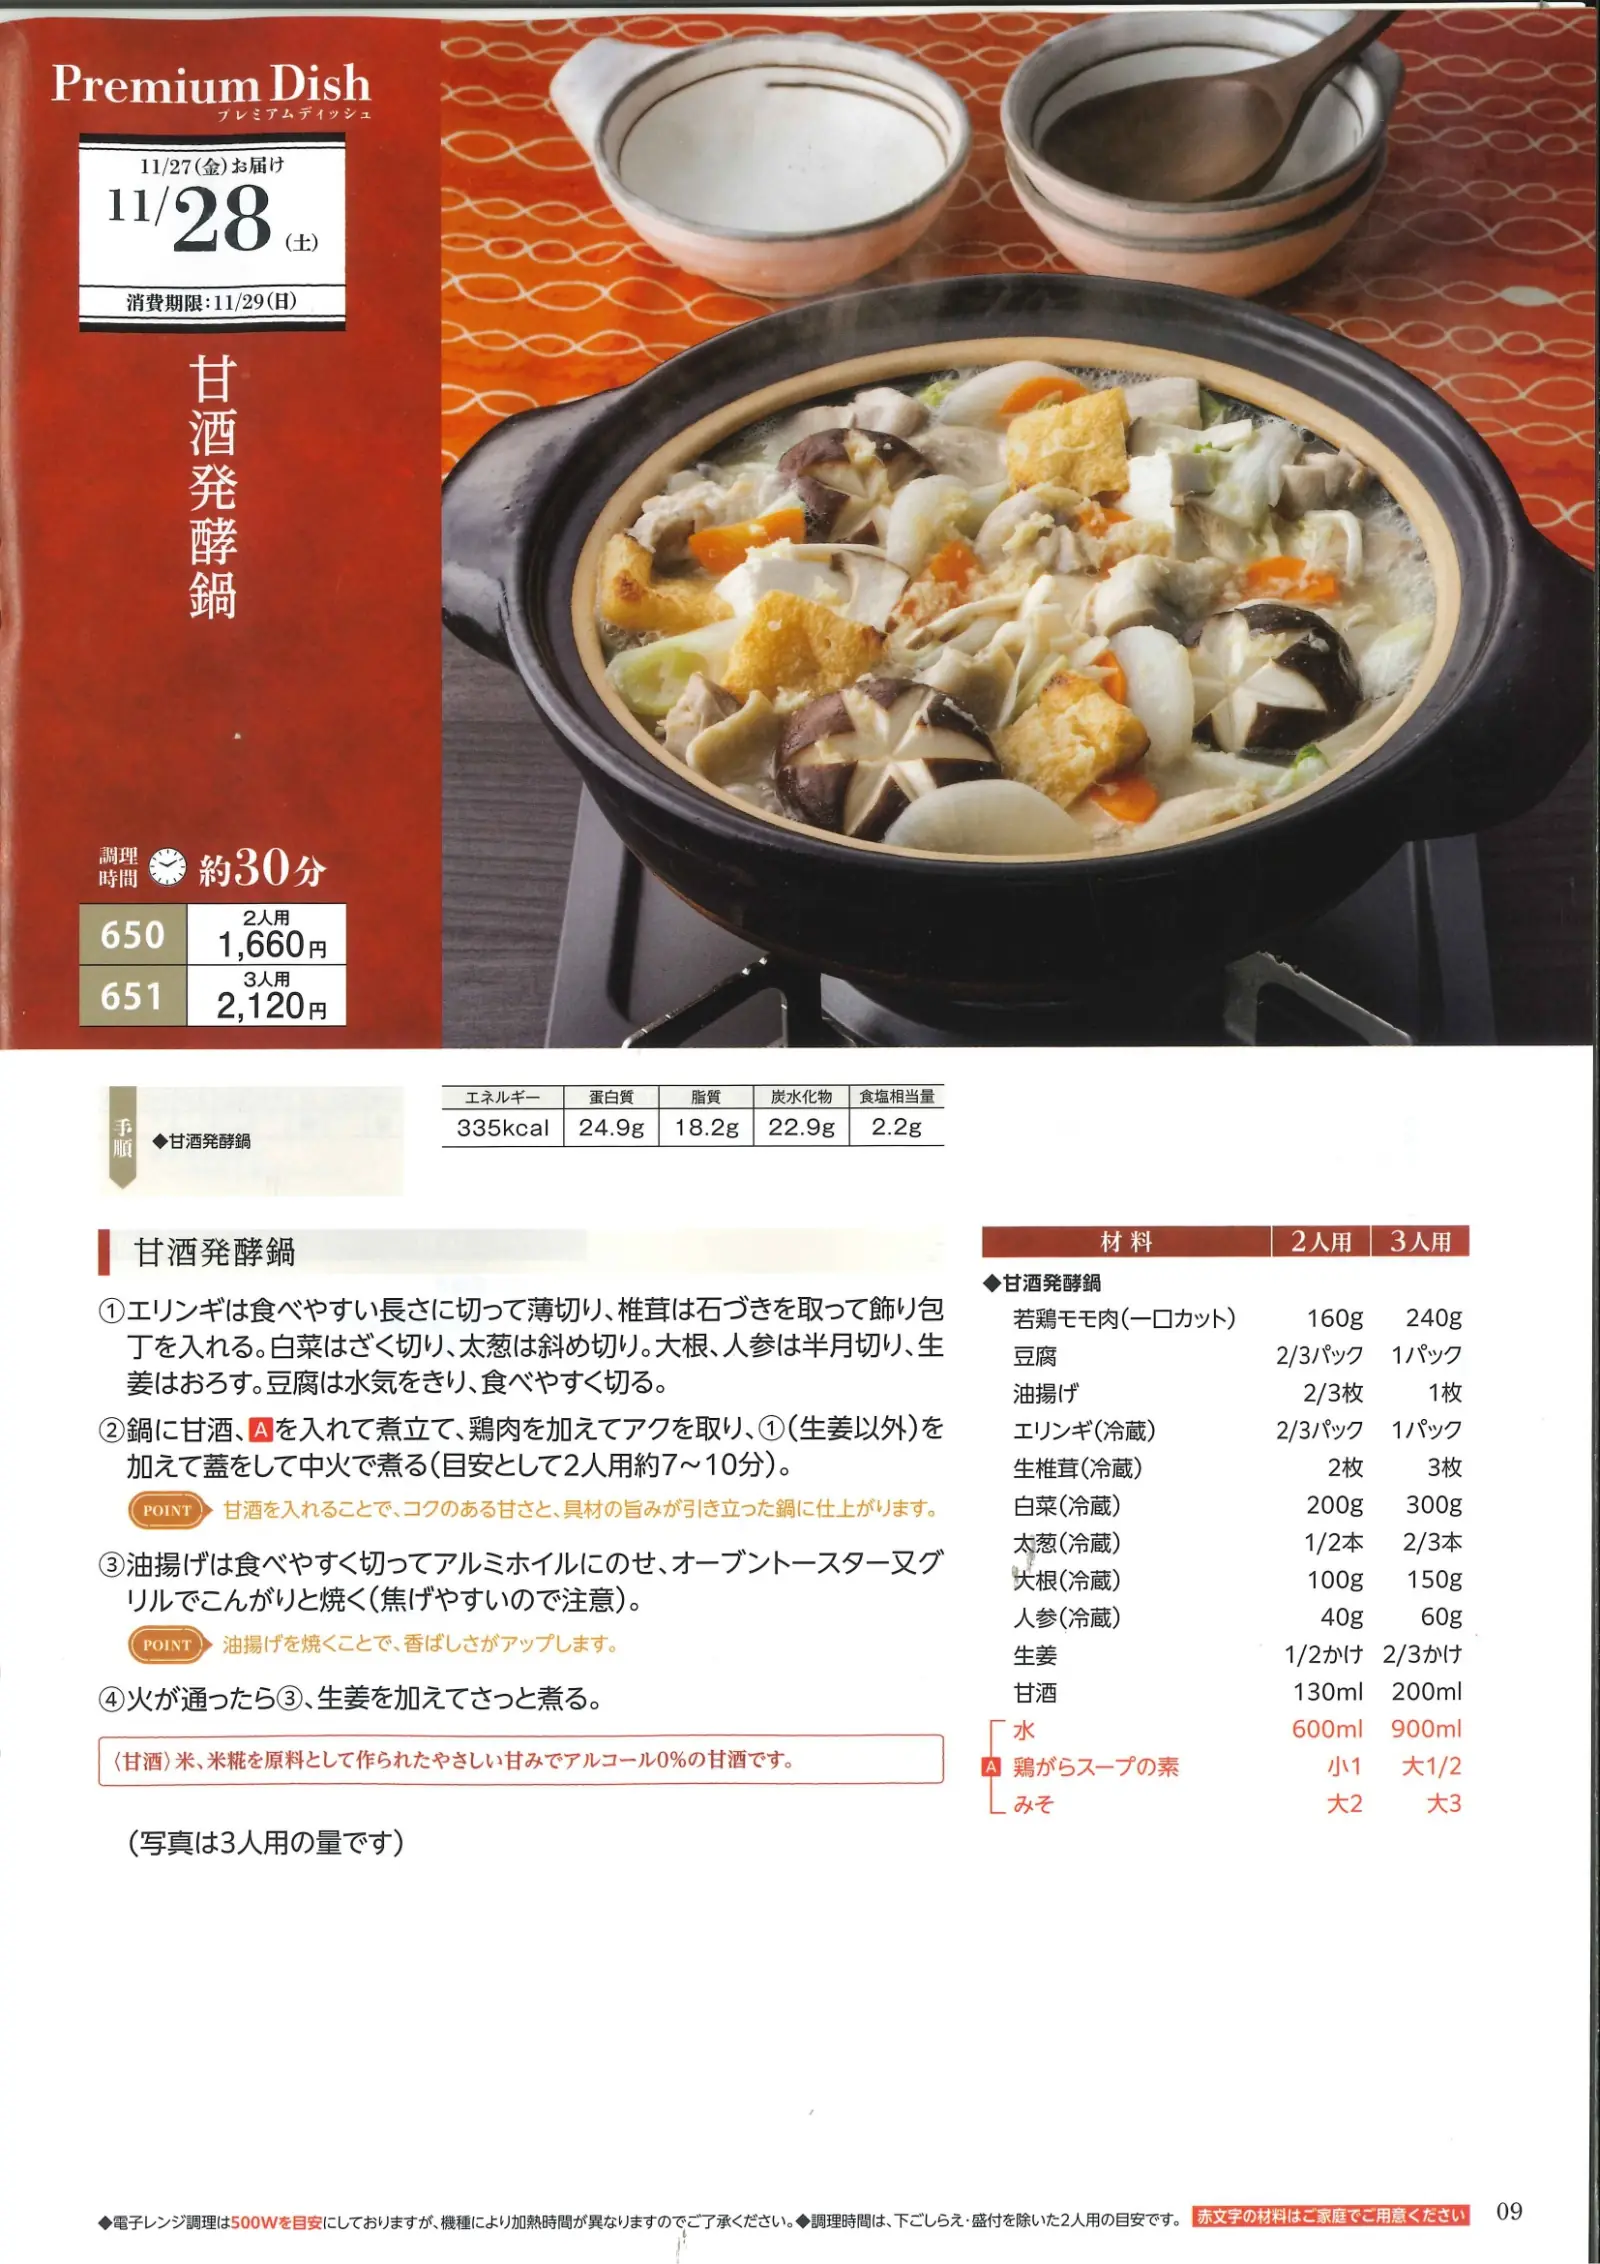 Premium Dish
プレミアムディッシュ
11/27(金)お届け
11/28(土)
消費期限:11/29(日)
甘酒発酵鍋
調理時間 約30分
650 2人用 1,660円
651 3人用 2,120円
手順
◆甘酒発酵鍋
エネルギー 蛋白質 脂質 炭水化物 食塩相当量
335kcal 24.9g 18.2g 22.9g 2.2g
甘酒発酵鍋
①エリンギは食べやすい長さに切って薄切り、椎茸は石づきを取って飾り包
丁を入れる。白菜はざく切り、太葱は斜め切り。大根、人参は半月切り、生
姜はおろす。豆腐は水気をきり、食べやすく切る。
②鍋に甘酒、Aを入れて煮立て、鶏肉を加えてアクを取り、①(生姜以外)を
加えて蓋をして中火で煮る(目安として2人用約7〜10分)。
POINT 甘酒を入れることで、コクのある甘さと、具材の旨みが引き立った鍋に仕上がります。
③油揚げは食べやすく切ってアルミホイルにのせ、オーブントースター又グ
リルでこんがりと焼く(焦げやすいので注意)。
POINT 油揚げを焼くことで、香ばしさがアップします。
④火が通ったら③、生姜を加えてさっと煮る。
〈甘酒〉米、米糀を原料として作られたやさしい甘みでアルコール0%の甘酒です。
(写真は3人用の量です)
材料 2人用 3人用
◆甘酒発酵鍋
若鶏モモ肉(一口カット) 160g 240g
豆腐 2/3パック 1パック
油揚げ 2/3枚 1枚
エリンギ(冷蔵) 2/3パック 1パック
生椎茸(冷蔵) 2枚 3枚
白菜(冷蔵) 200g 300g
太葱(冷蔵) 1/2本 2/3本
大根(冷蔵) 100g 150g
人参(冷蔵) 40g 60g
生姜 1/2かけ 2/3かけ
甘酒 130ml 200ml
水 600ml 900ml
A 鶏がらスープの素 小1 大1/2
みそ 大2 大3
◆電子レンジ調理は500Wを目安にしておりますが、機種により加熱時間が異なりますのでご了承ください。◆調理時間は、下ごしらえ・盛付を除いた2人用の目安です。 赤文字の材料はご家庭でご用意ください 09